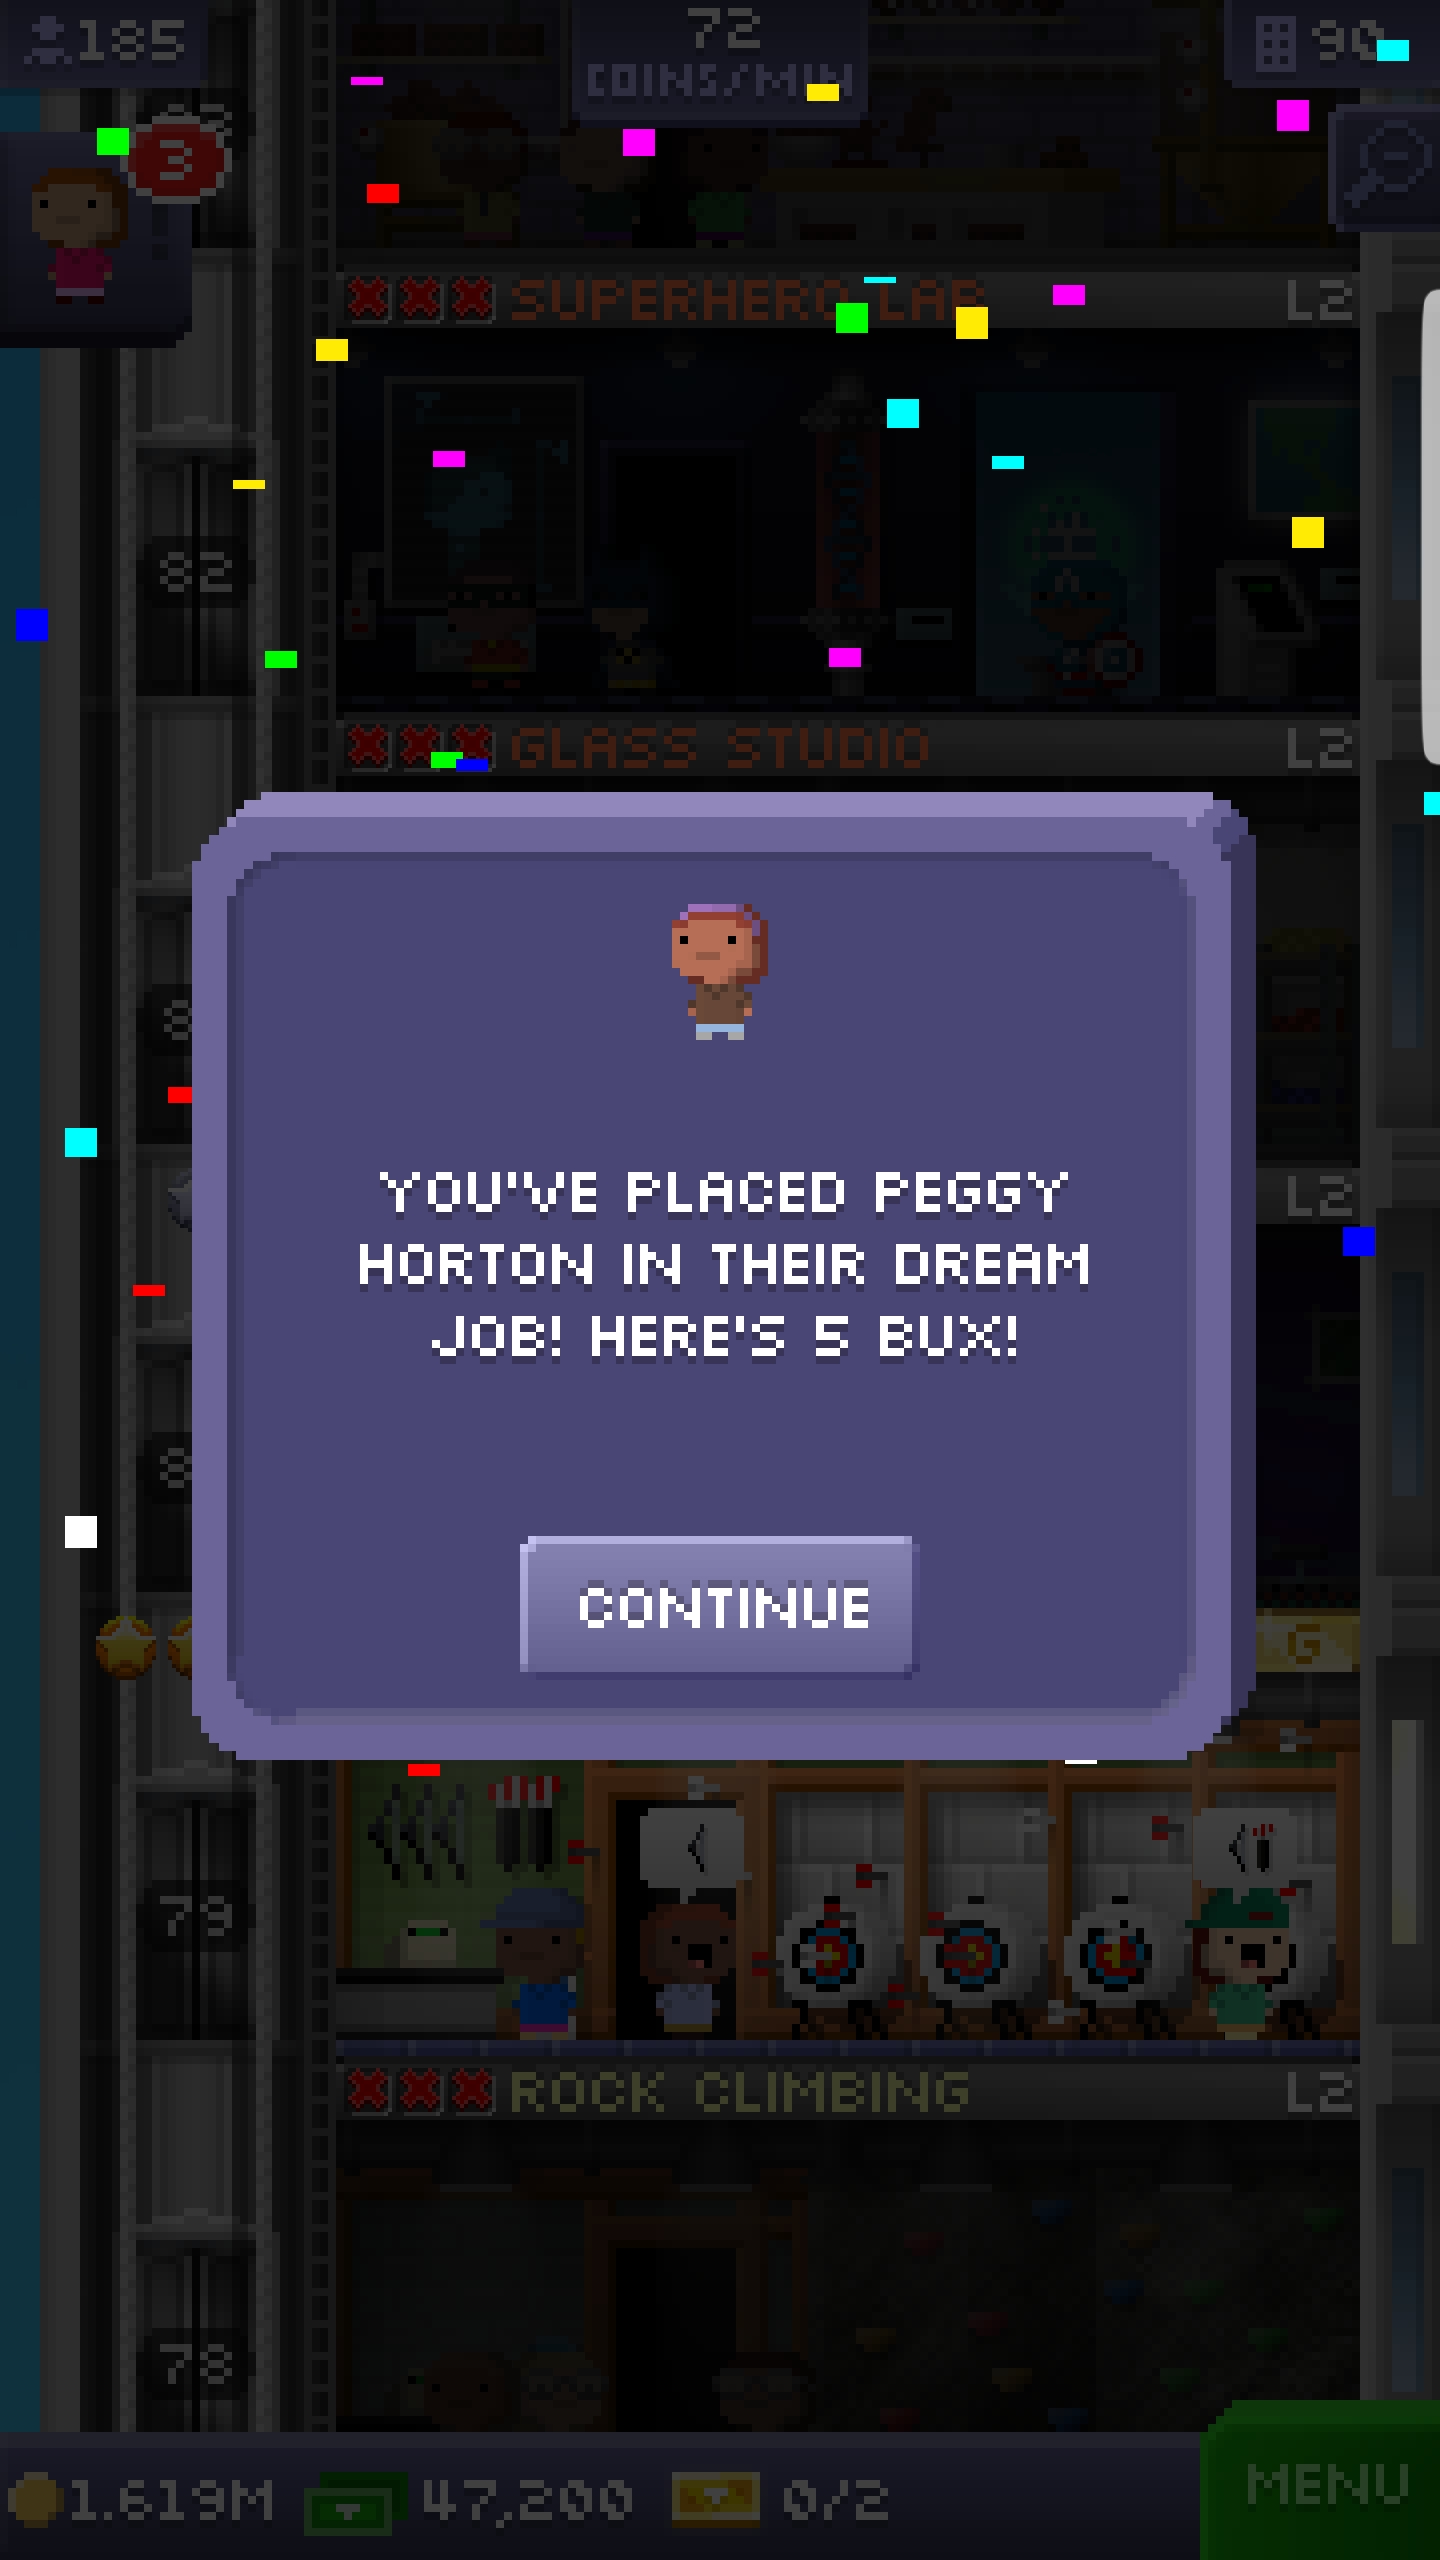 185
72
COINS/MIN
90
3
SUPERHERO LAB
L2
82
GLASS STUDIO
L2
L2
YOU'VE PLACED PEGGY
HORTON IN THEIR DREAM
JOB! HERE'S 5 BUX!
CONTINUE
G
79
ROCK CLIMBING
L2
78
1.619M
47,200
0/2
MENU